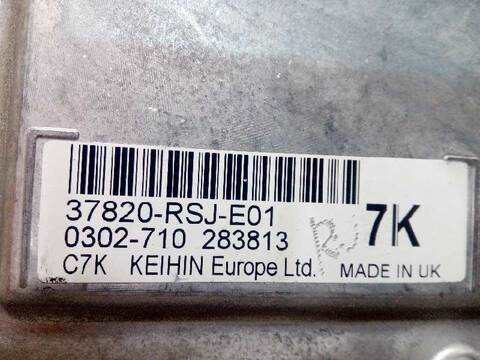 37820-RSJ-E01
0302-710 283813 7K
C7K KEIHIN Europe Ltd. MADE IN UK